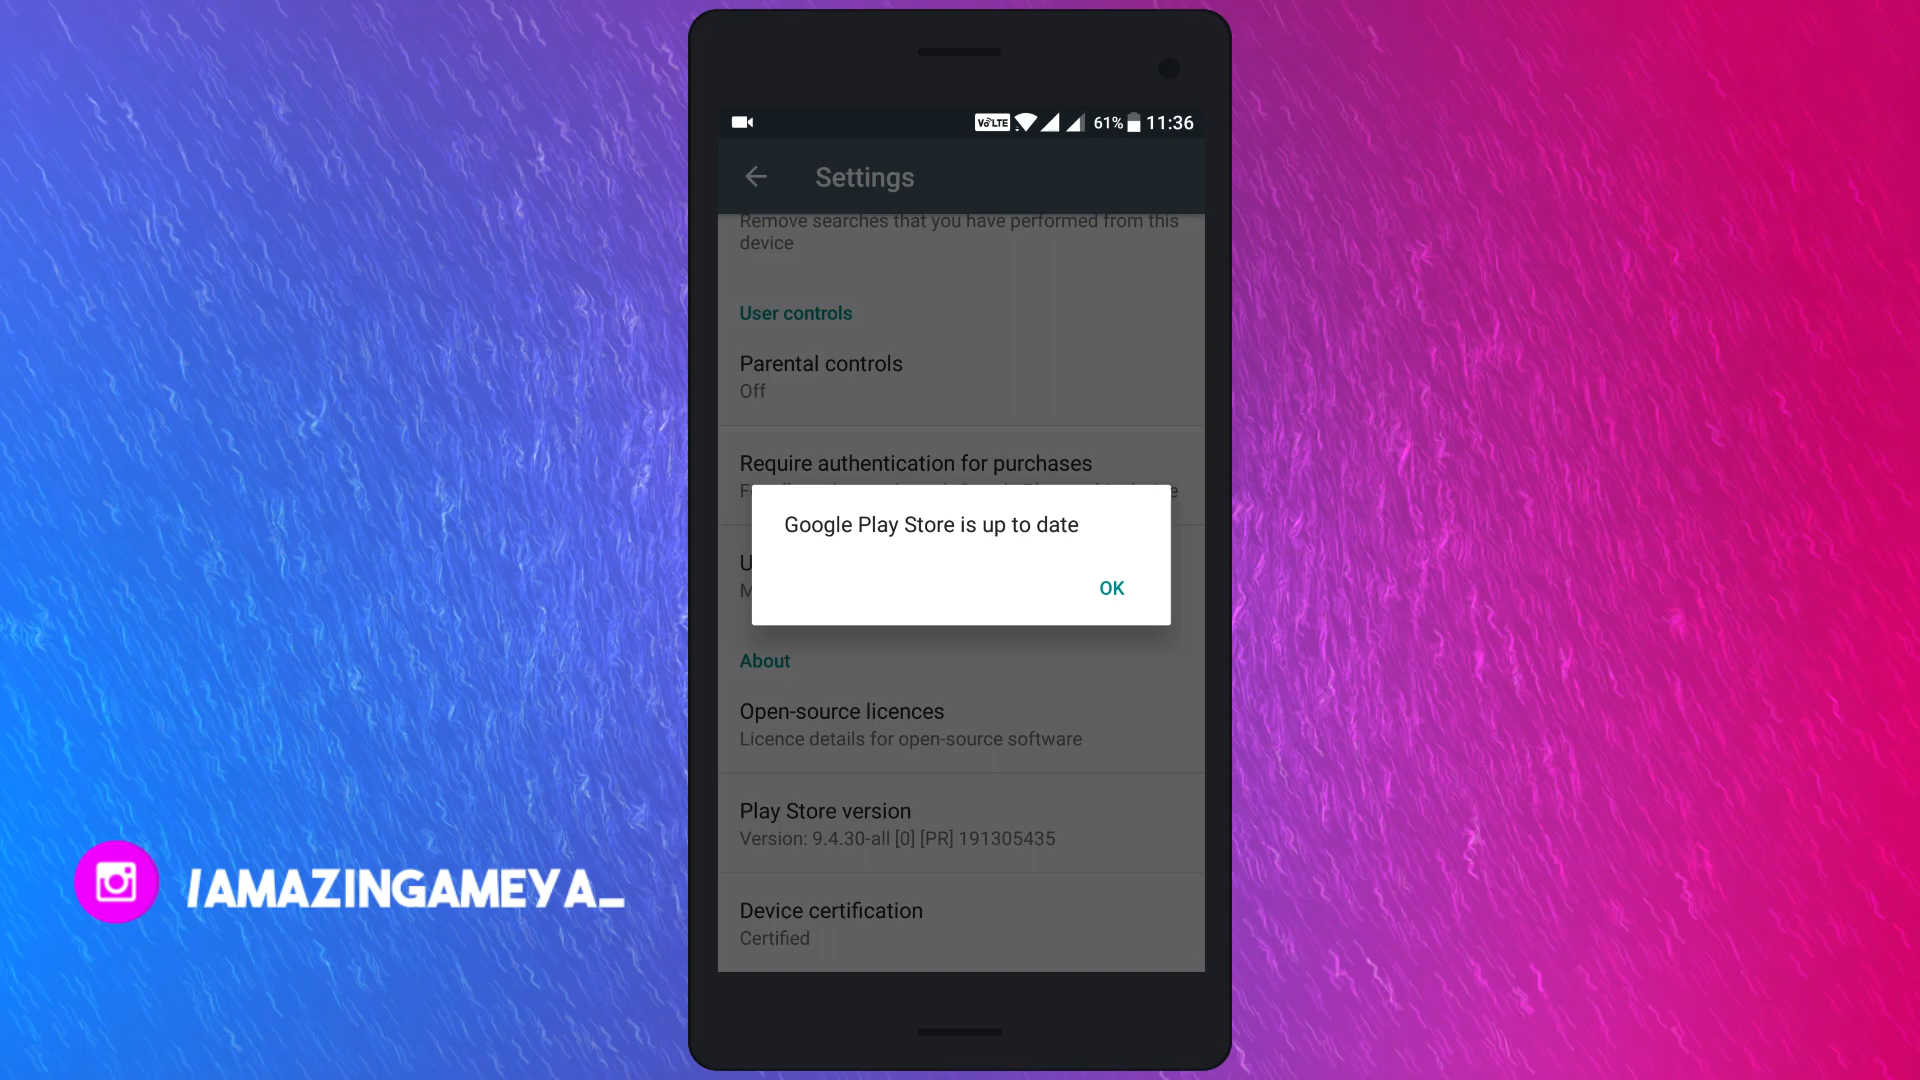 VoLTE 61% 11:36
Settings
Remove searches that you have performed from this
device
User controls
Parental controls
Off
Require authentication for purchases
Google Play Store is up to date
OK
About
Open-source licences
Licence details for open-source software
Play Store version
Version: 9.4.30-all [0] [PR] 191305435
Device certification
Certified
/AMAZINGAMEYA_